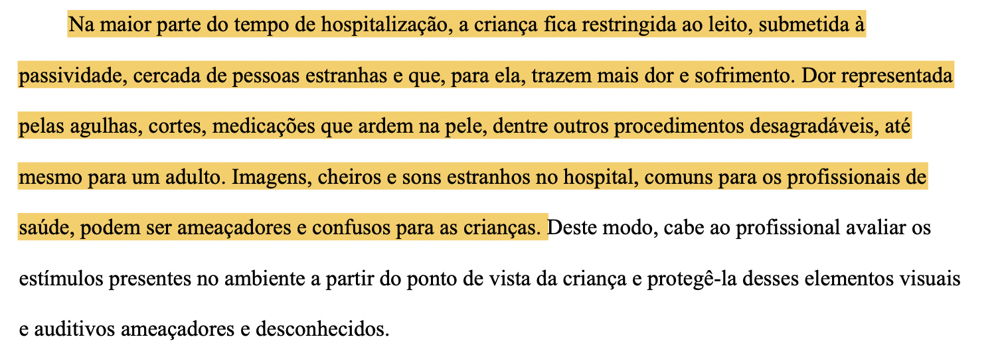 Na maior parte do tempo de hospitalização, a criança fica restringida ao leito, submetida à
passividade, cercada de pessoas estranhas e que, para ela, trazem mais dor e sofrimento. Dor representada
pelas agulhas, cortes, medicações que ardem na pele, dentre outros procedimentos desagradáveis, até
mesmo para um adulto. Imagens, cheiros e sons estranhos no hospital, comuns para os profissionais de
saúde, podem ser ameaçadores e confusos para as crianças. Deste modo, cabe ao profissional avaliar os
estímulos presentes no ambiente a partir do ponto de vista da criança e protegê-la desses elementos visuais
e auditivos ameaçadores e desconhecidos.